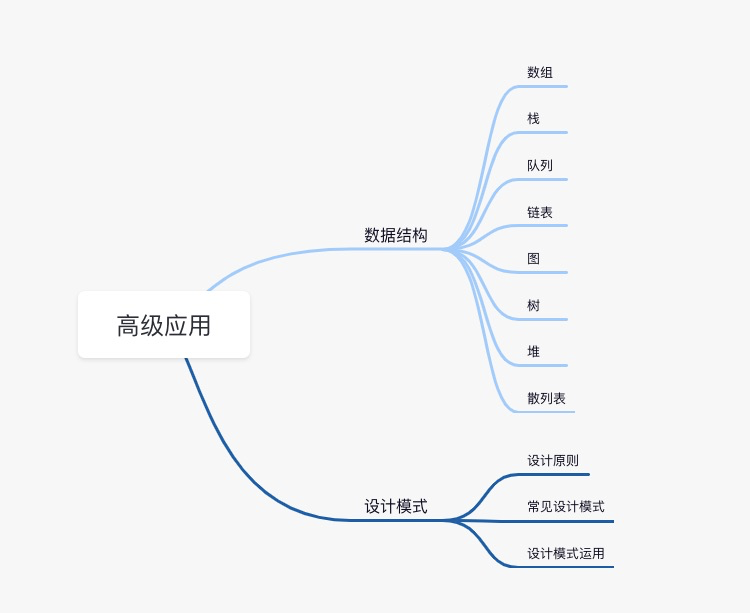 高级应用
数据结构
数组
栈
队列
链表
图
树
堆
散列表
设计模式
设计原则
常见设计模式
设计模式运用